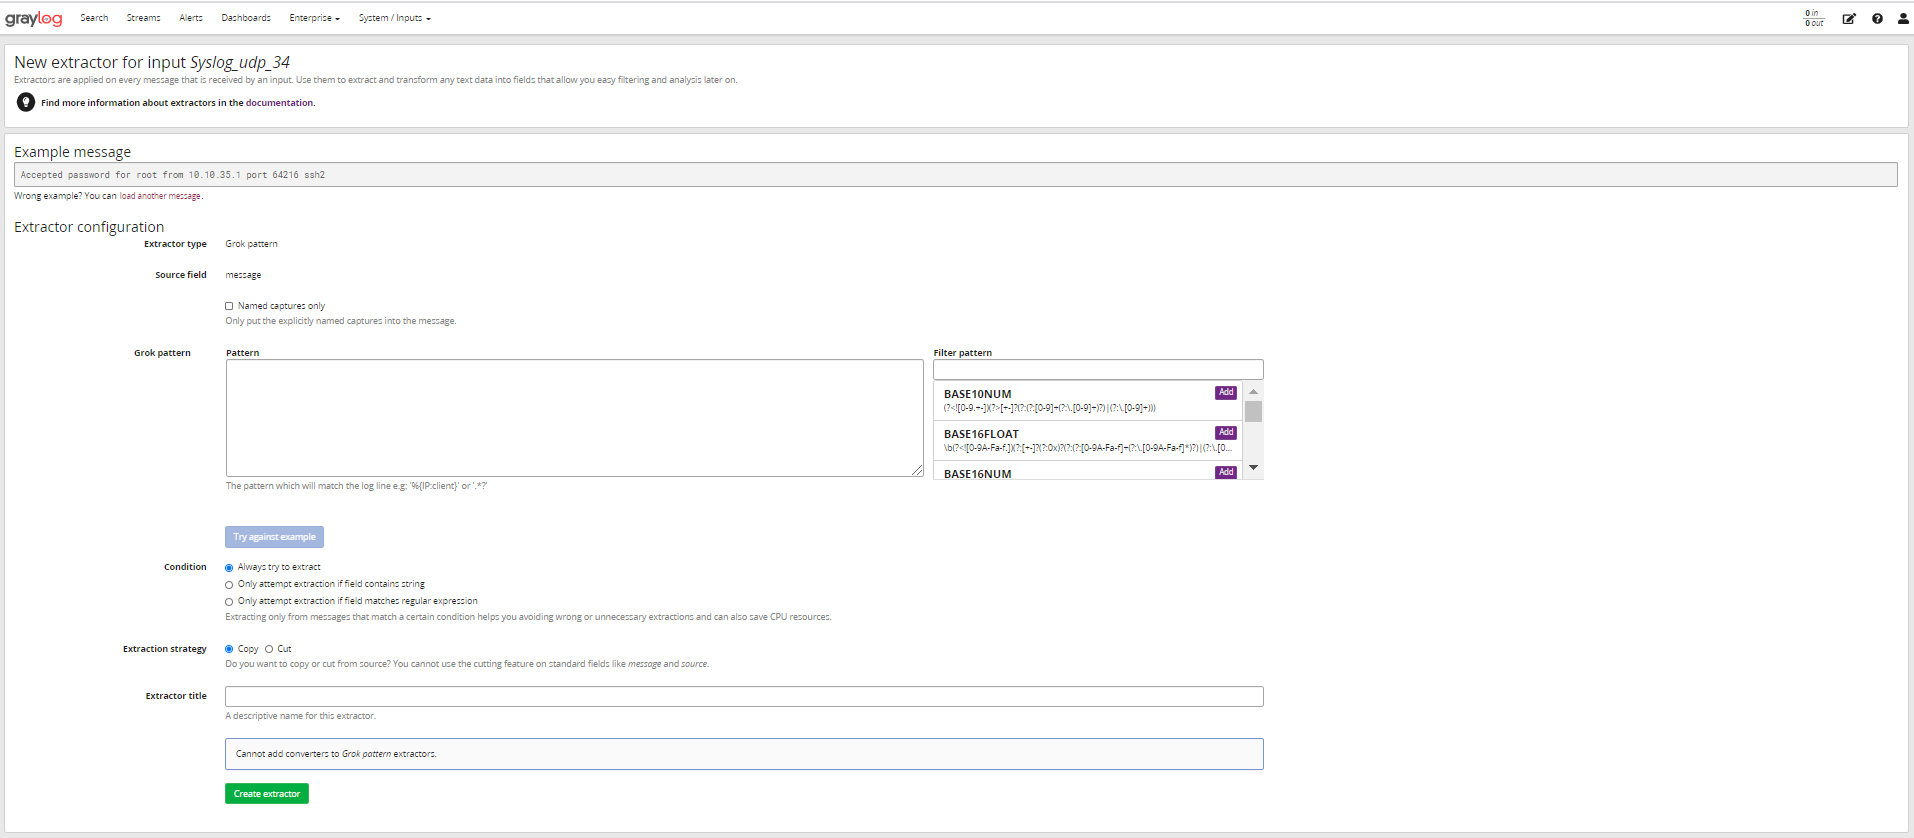 graylog Search Streams Alerts Dashboards Enterprise System / Inputs 0 in
0 out
New extractor for input Syslog_udp_34
Extractors are applied on every message that is received by an input. Use them to extract and transform any text data into fields that allow you easy filtering and analysis later on.
Find more information about extractors in the documentation.
Example message
Accepted password for root from 10.10.35.1 port 64216 ssh2
Wrong example? You can load another message.
Extractor configuration
Extractor type Grok pattern
Source field message
Named captures only
Only put the explicitly named captures into the message.
Grok pattern Pattern Filter pattern
BASE10NUM Add
(?<![0-9.+-])(?>[+-]?(?:(?:[0-9]+(?:\.[0-9]+)?)|(?:\.[0-9]+)))
BASE16FLOAT Add
\b(?<![0-9A-Fa-f.])(?:[+-]?(?:0x)?(?:(?:[0-9A-Fa-f]+(?:\.[0-9A-Fa-f]*)?)|(?:\.[0...
BASE16NUM Add
The pattern which will match the log line e.g: '%{IP:client}' or '.*?'
Try against example
Condition Always try to extract
Only attempt extraction if field contains string
Only attempt extraction if field matches regular expression
Extracting only from messages that match a certain condition helps you avoiding wrong or unnecessary extractions and can also save CPU resources.
Extraction strategy Copy Cut
Do you want to copy or cut from source? You cannot use the cutting feature on standard fields like message and source.
Extractor title
A descriptive name for this extractor.
Cannot add converters to Grok pattern extractors.
Create extractor